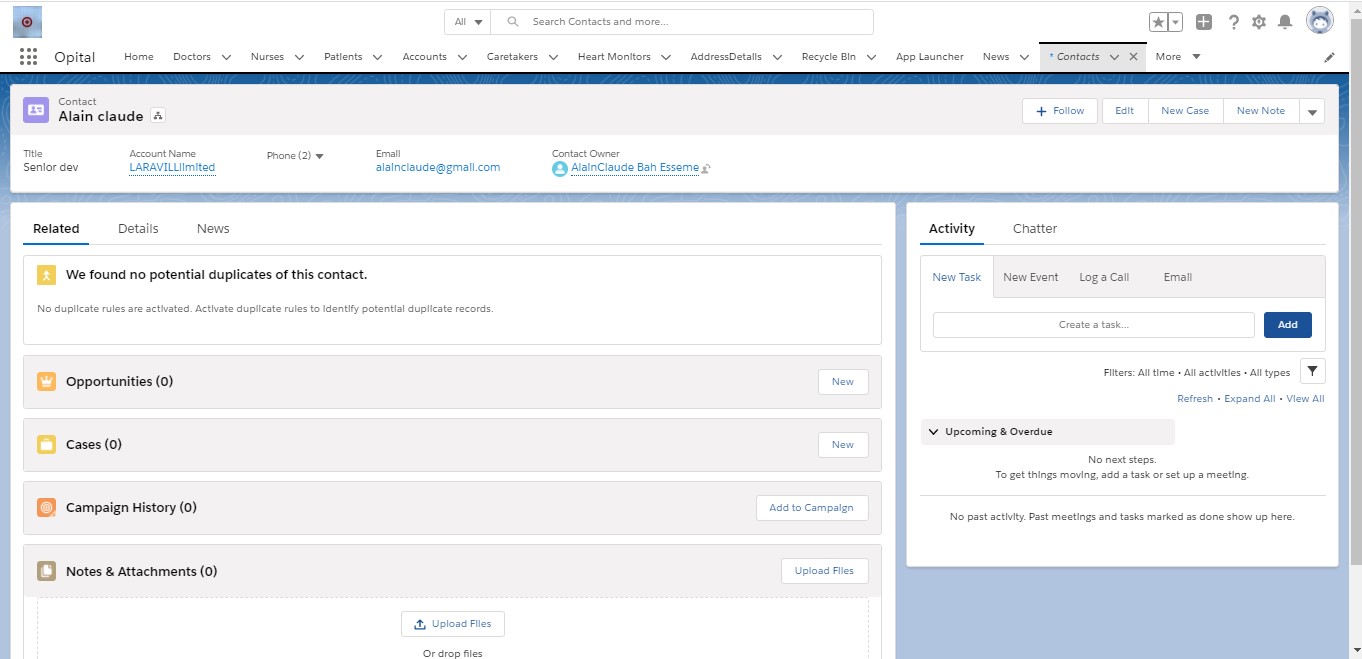 All
Search Contacts and more...
Opital
Home
Doctors
Nurses
Patients
Accounts
Caretakers
Heart Monitors
AddressDetails
Recycle Bin
App Launcher
News
* Contacts
More
Contact
Alain claude
Follow
Edit
New Case
New Note
Title
Senior dev
Account Name
LARAVILLlimited
Phone (2)
Email
alainclaude@gmail.com
Contact Owner
AlainClaude Bah Esseme
Related
Details
News
We found no potential duplicates of this contact.
No duplicate rules are activated. Activate duplicate rules to identify potential duplicate records.
Opportunities (0)
New
Cases (0)
New
Campaign History (0)
Add to Campaign
Notes & Attachments (0)
Upload Files
Upload Files
Or drop files
Activity
Chatter
New Task
New Event
Log a Call
Email
Create a task...
Add
Filters: All time • All activities • All types
Refresh • Expand All • View All
Upcoming & Overdue
No next steps.
To get things moving, add a task or set up a meeting.
No past activity. Past meetings and tasks marked as done show up here.